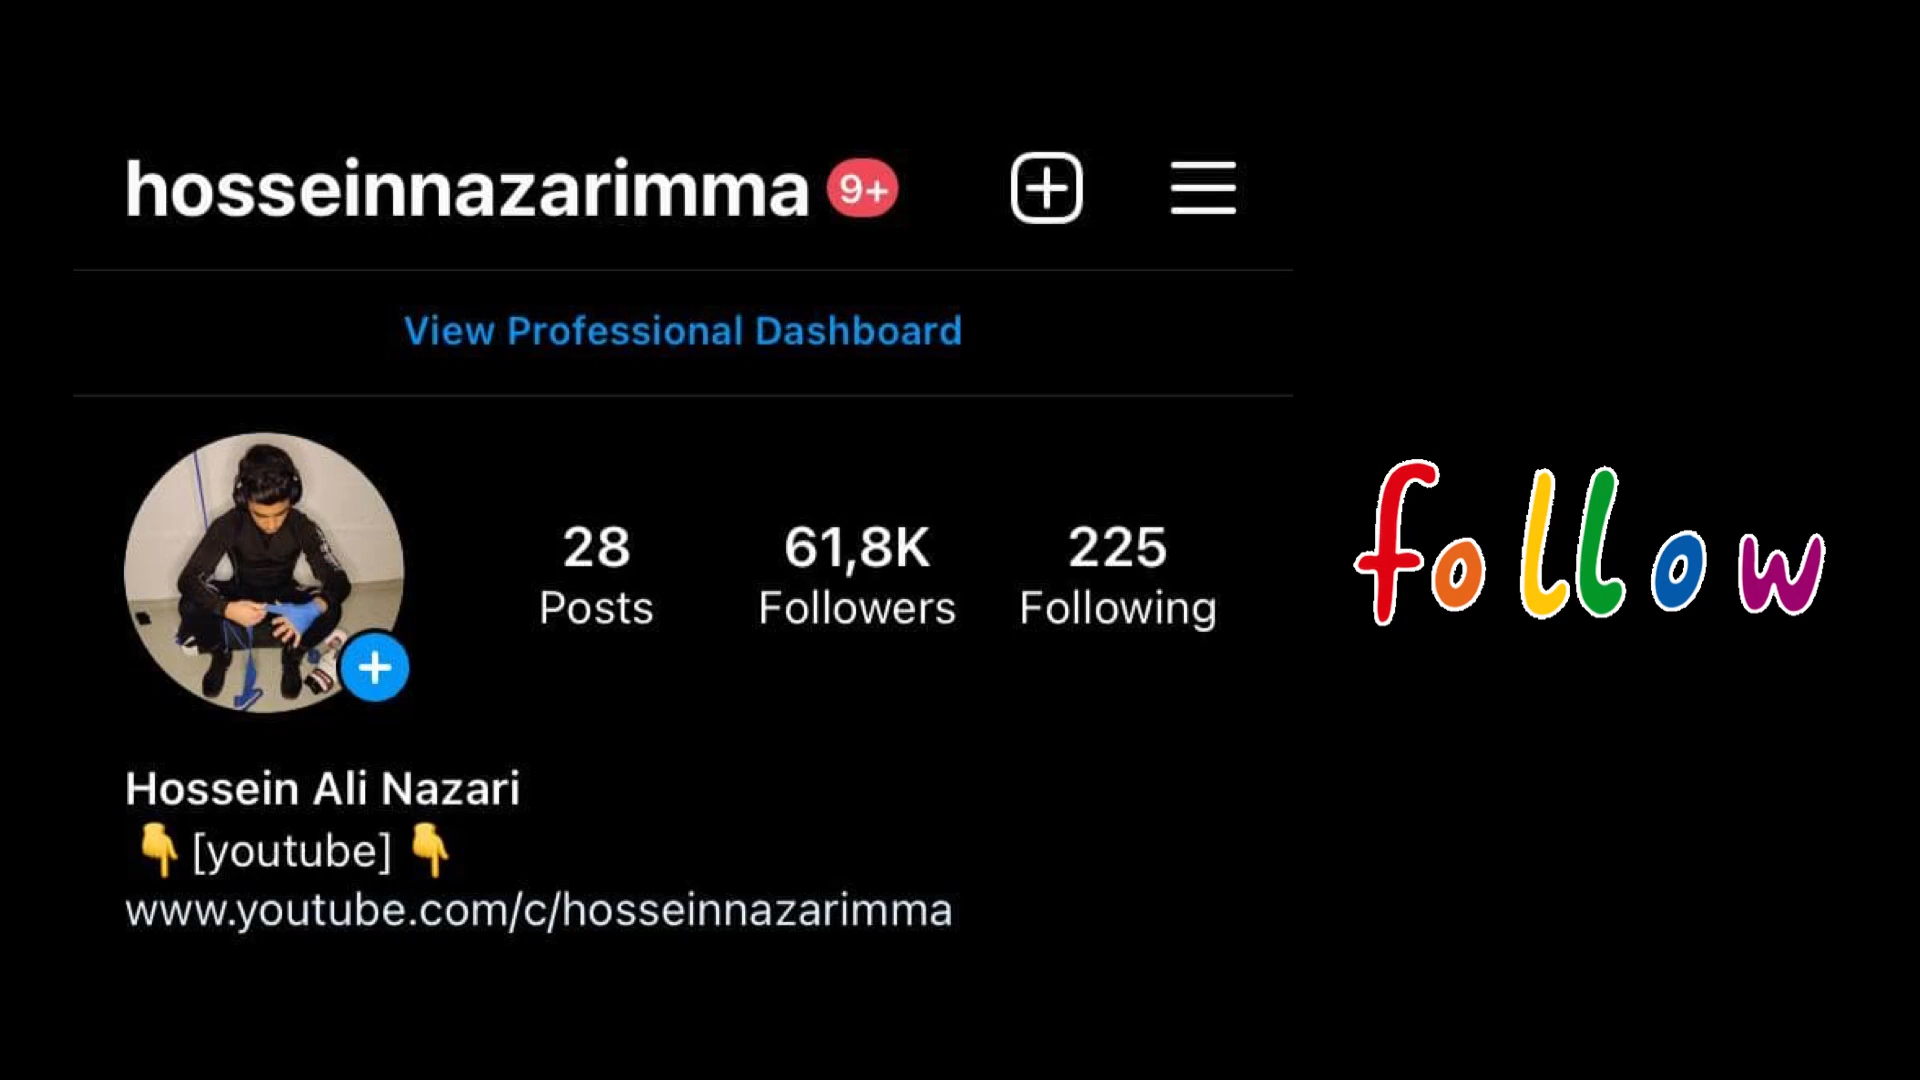 hosseinnazarimma 9+
View Professional Dashboard
28 61,8K 225
Posts Followers Following
follow
Hossein Ali Nazari
👇 [youtube] 👇
www.youtube.com/c/hosseinnazarimma